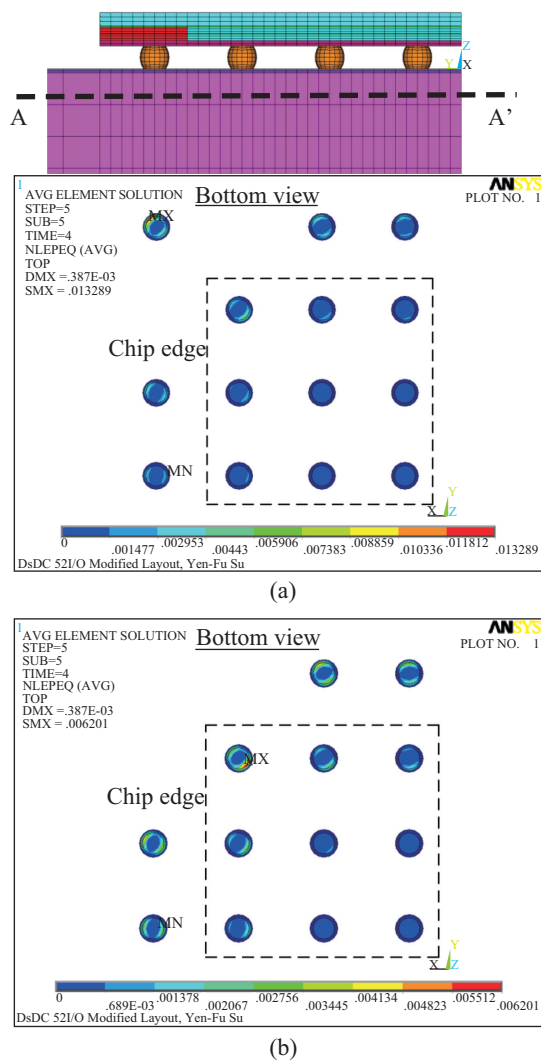 Z
Y X
A A’
1
AVG ELEMENT SOLUTION
STEP=5
SUB=5
TIME=4
NLEPEQ (AVG)
TOP
DMX =.387E-03
SMX = .013289
Bottom view
ANSYS
PLOT NO. 1
MX
Chip edge
MN
Y
X Z
0 .001477 .002953 .00443 .005906 .007383 .008859 .010336 .011812 .013289
DsDC 52I/O Modified Layout, Yen-Fu Su
(a)
1
AVG ELEMENT SOLUTION
STEP=5
SUB=5
TIME=4
NLEPEQ (AVG)
TOP
DMX =.387E-03
SMX = .006201
Bottom view
ANSYS
PLOT NO. 1
MX
Chip edge
MN
Y
X Z
0 .689E-03 .001378 .002067 .002756 .003445 .004134 .004823 .005512 .006201
DsDC 52I/O Modified Layout, Yen-Fu Su
(b)